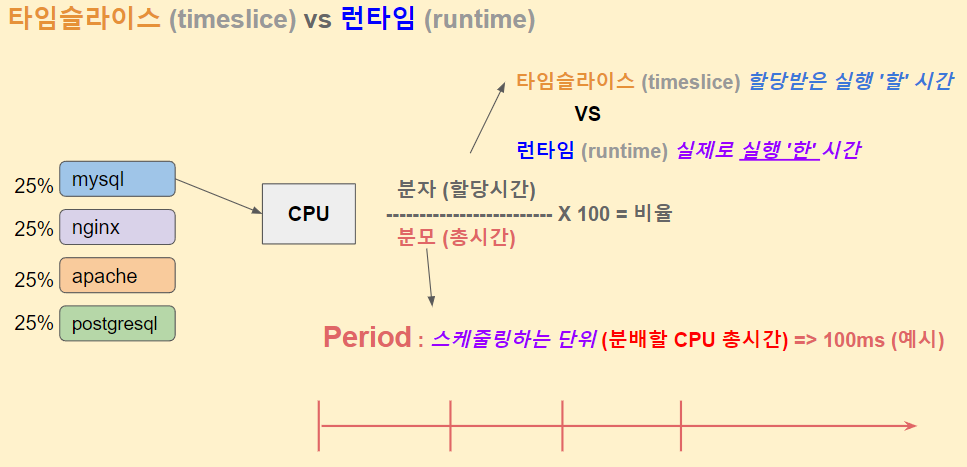 타임슬라이스 (timeslice) vs 런타임 (runtime)
타임슬라이스 (timeslice) 할당받은 실행 '할' 시간
VS
런타임 (runtime) 실제로 실행 '한' 시간
25% mysql
25% nginx
25% apache
25% postgresql
CPU
분자 (할당시간)
------------------------- X 100 = 비율
분모 (총시간)
Period : 스케줄링하는 단위 (분배할 CPU 총시간) => 100ms (예시)